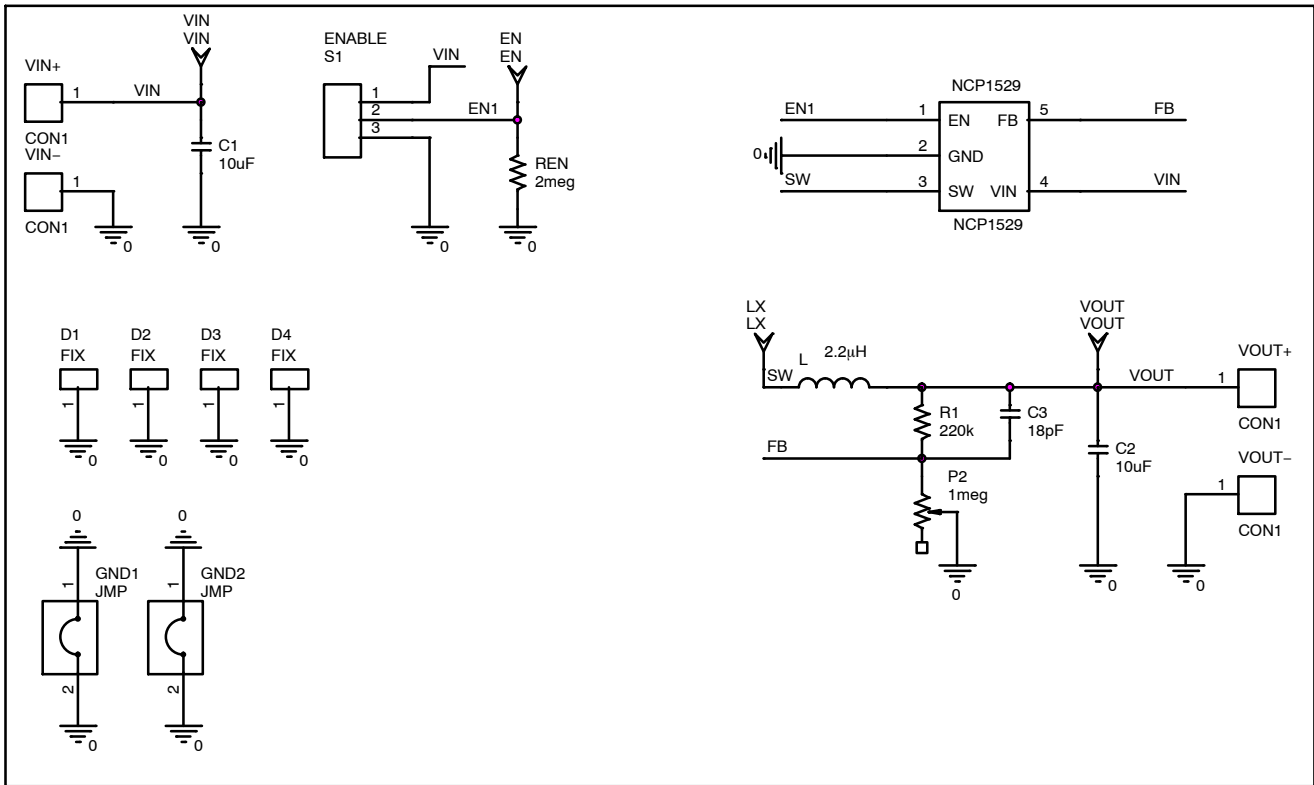 VIN
VIN
VIN+
1
VIN
CON1
C1
10uF
VIN−
1
CON1
0
0
ENABLE
S1
VIN
EN
EN
1
2
3
EN1
REN
2meg
0
0
NCP1529
EN1
1
EN
FB
5
FB
0
2
GND
SW
3
SW
VIN
4
VIN
NCP1529
D1
FIX
1
0
D2
FIX
1
0
D3
FIX
1
0
D4
FIX
1
0
LX
LX
SW
L
2.2µH
VOUT
VOUT
VOUT
1
VOUT+
CON1
R1
220k
C3
18pF
FB
C2
10uF
P2
1meg
VOUT−
1
CON1
0
0
0
0
1
GND1
JMP
2
0
0
1
GND2
JMP
2
0